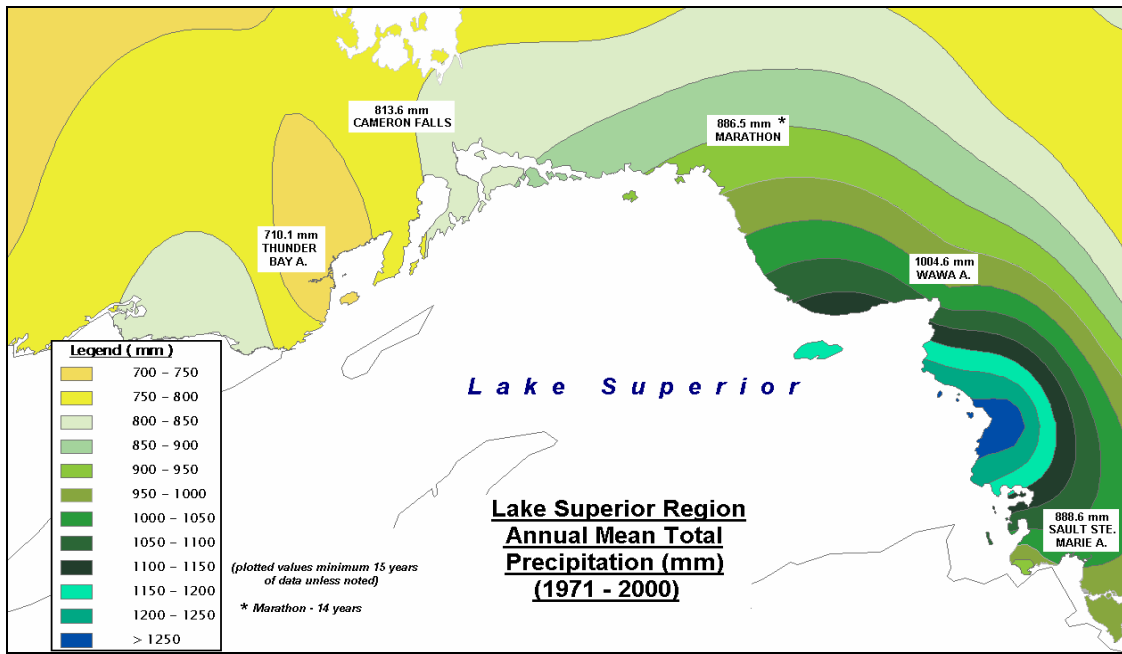 813.6 mm
CAMERON FALLS
886.5 mm *
MARATHON
710.1 mm
THUNDER
BAY A.
1004.6 mm
WAWA A.
Lake Superior
888.6 mm
SAULT STE.
MARIE A.
Legend ( mm )
700 – 750
750 – 800
800 – 850
850 – 900
900 – 950
950 – 1000
1000 – 1050
1050 – 1100
1100 – 1150
1150 – 1200
1200 – 1250
> 1250
(plotted values minimum 15 years
of data unless noted)
* Marathon - 14 years
Lake Superior Region
Annual Mean Total
Precipitation (mm)
(1971 - 2000)